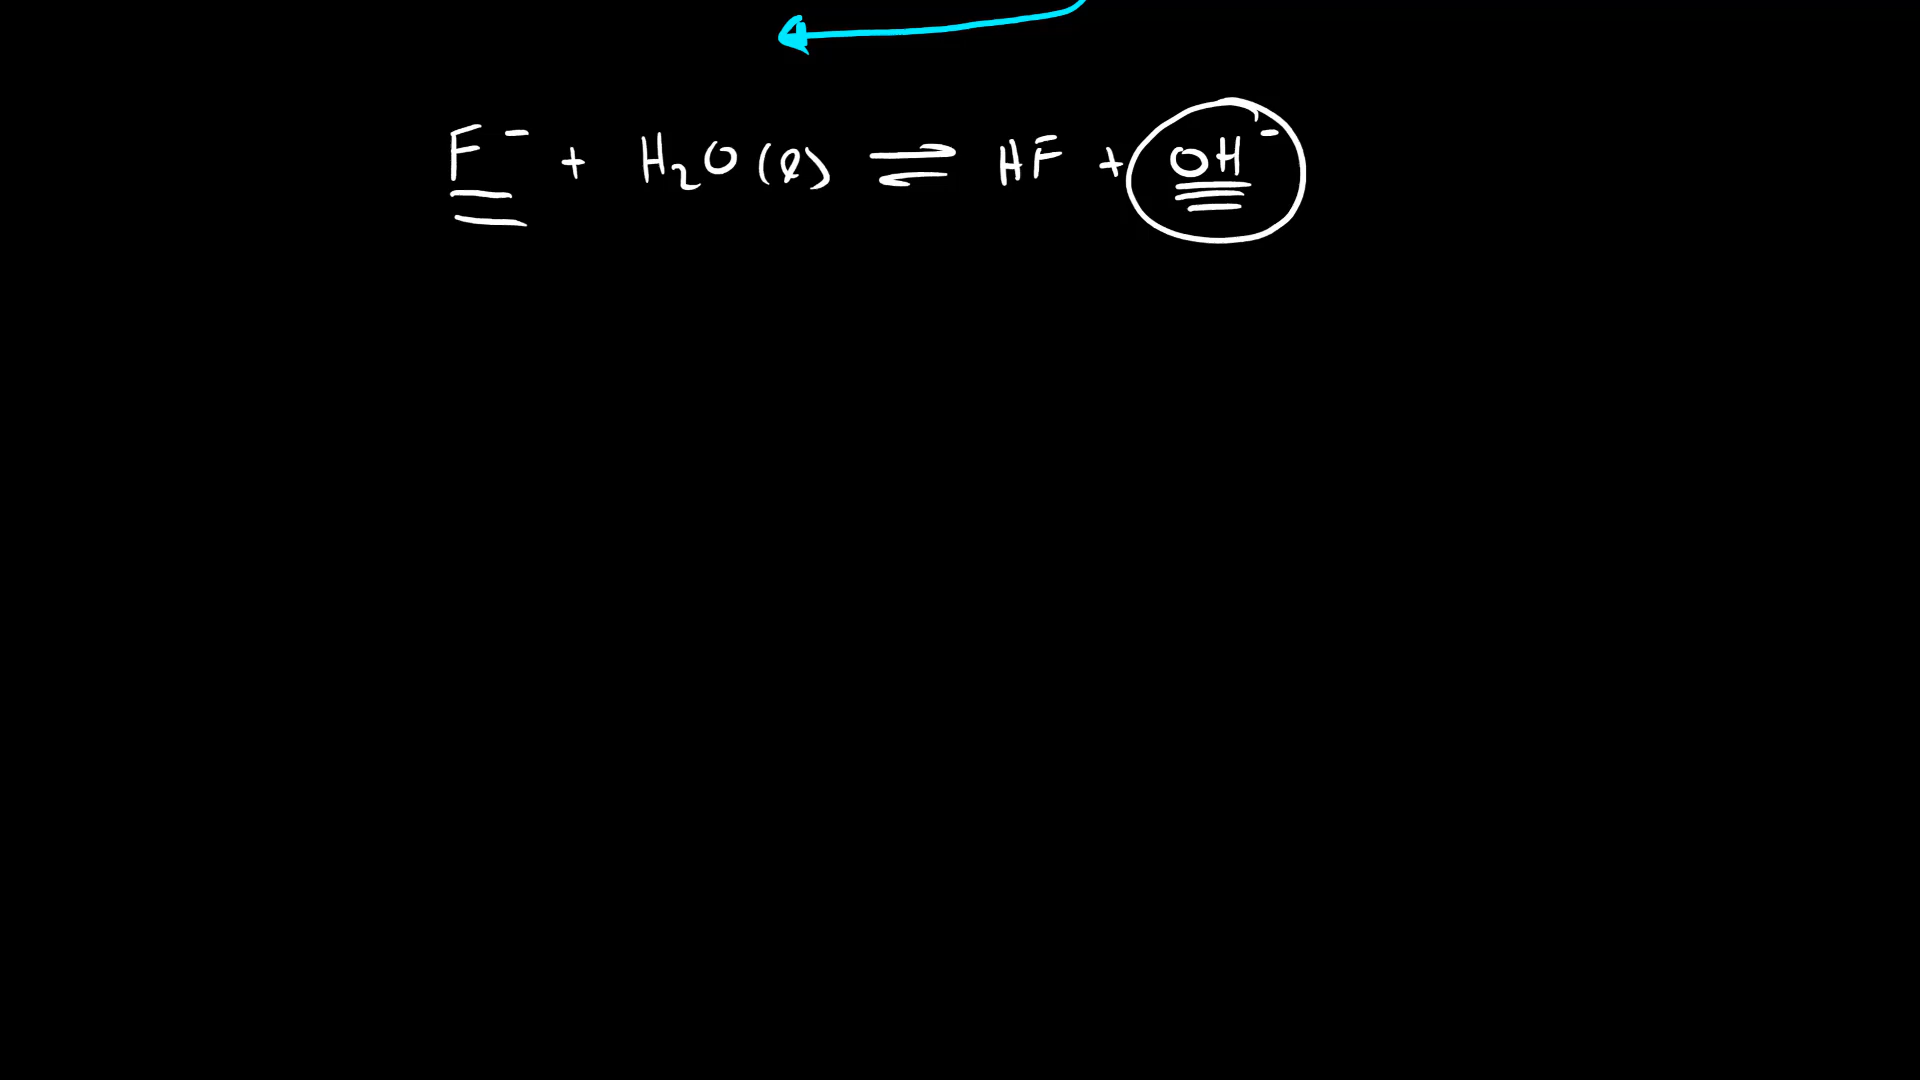 F⁻ + H₂O(l) ⇌ HF + OH⁻